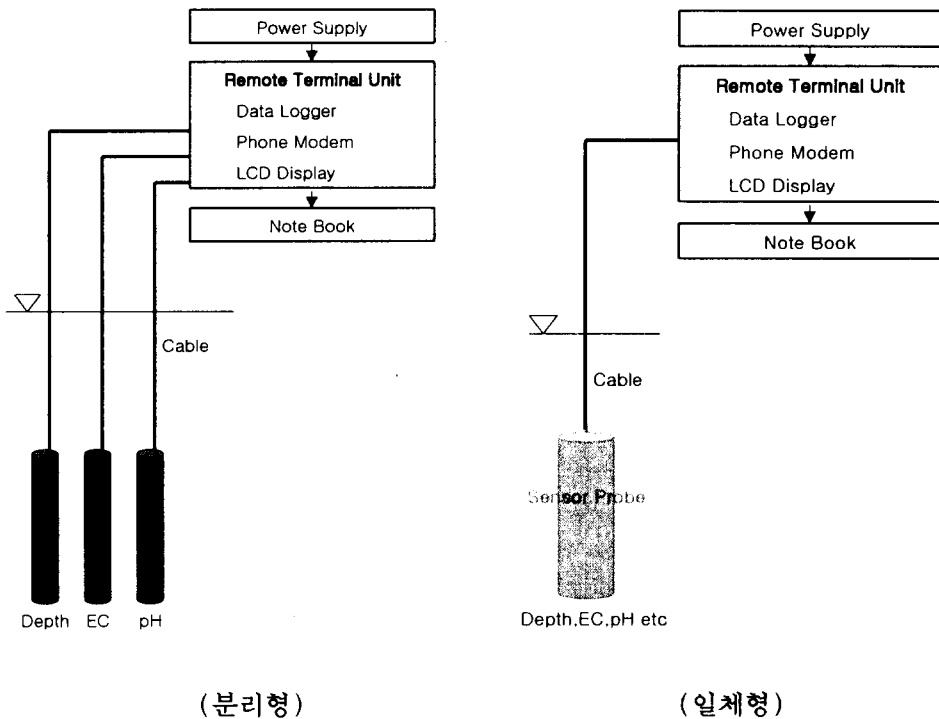 Power Supply
Remote Terminal Unit
Data Logger
Phone Modem
LCD Display
Note Book
Cable
Depth EC pH
(분리형)
Power Supply
Remote Terminal Unit
Data Logger
Phone Modem
LCD Display
Note Book
Cable
Sensor Probe
Depth,EC,pH etc
(일체형)